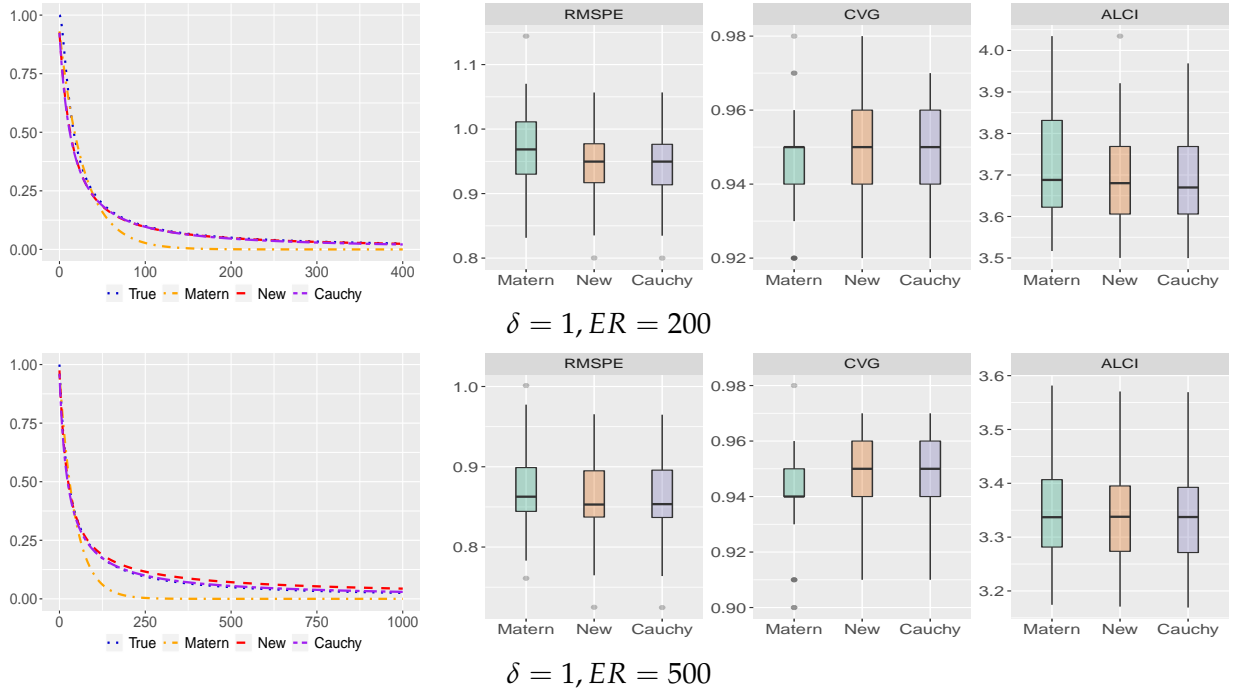 RMSPE CVG ALCI
1.00
0.75
0.50
0.25
0.00
0 100 200 300 400
True Matern New Cauchy
1.1
1.0
0.9
0.8
Matern New Cauchy
0.98
0.96
0.94
0.92
Matern New Cauchy
4.0
3.9
3.8
3.7
3.6
3.5
Matern New Cauchy
δ = 1, ER = 200
RMSPE CVG ALCI
1.00
0.75
0.50
0.25
0.00
0 250 500 750 1000
True Matern New Cauchy
1.0
0.9
0.8
Matern New Cauchy
0.98
0.96
0.94
0.92
0.90
Matern New Cauchy
3.6
3.5
3.4
3.3
3.2
Matern New Cauchy
δ = 1, ER = 500